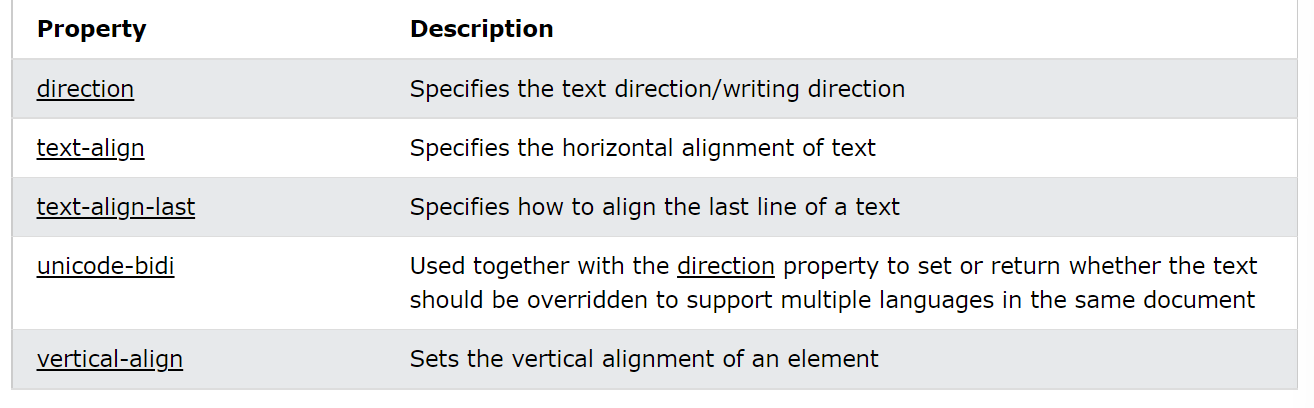 Property Description
direction Specifies the text direction/writing direction
text-align Specifies the horizontal alignment of text
text-align-last Specifies how to align the last line of a text
unicode-bidi Used together with the direction property to set or return whether the text
should be overridden to support multiple languages in the same document
vertical-align Sets the vertical alignment of an element